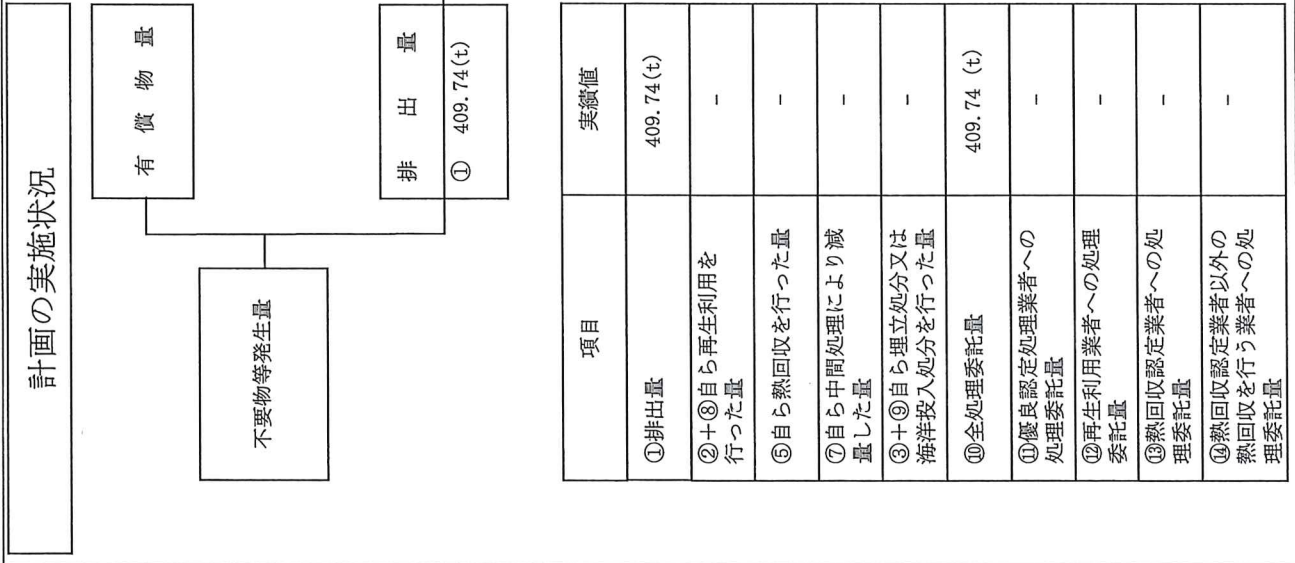 計画の実施状況
有償物量
不要物等発生量
排出量
① 409.74(t)
項目 実績値
①排出量 409.74(t)
②+⑧自ら再生利用を
行った量 -
⑤自ら熱回収を行った量 -
⑦自ら中間処理により減
量した量 -
③+⑨自ら埋立処分又は
海洋投入処分を行った量 -
⑩全処理委託量 409.74 (t)
⑪優良認定処理業者への
処理委託量 -
⑫再生利用業者への処理
委託量 -
⑬熱回収認定業者への処
理委託量 -
⑭熱回収認定業者以外の
熱回収を行う業者への処
理委託量 -